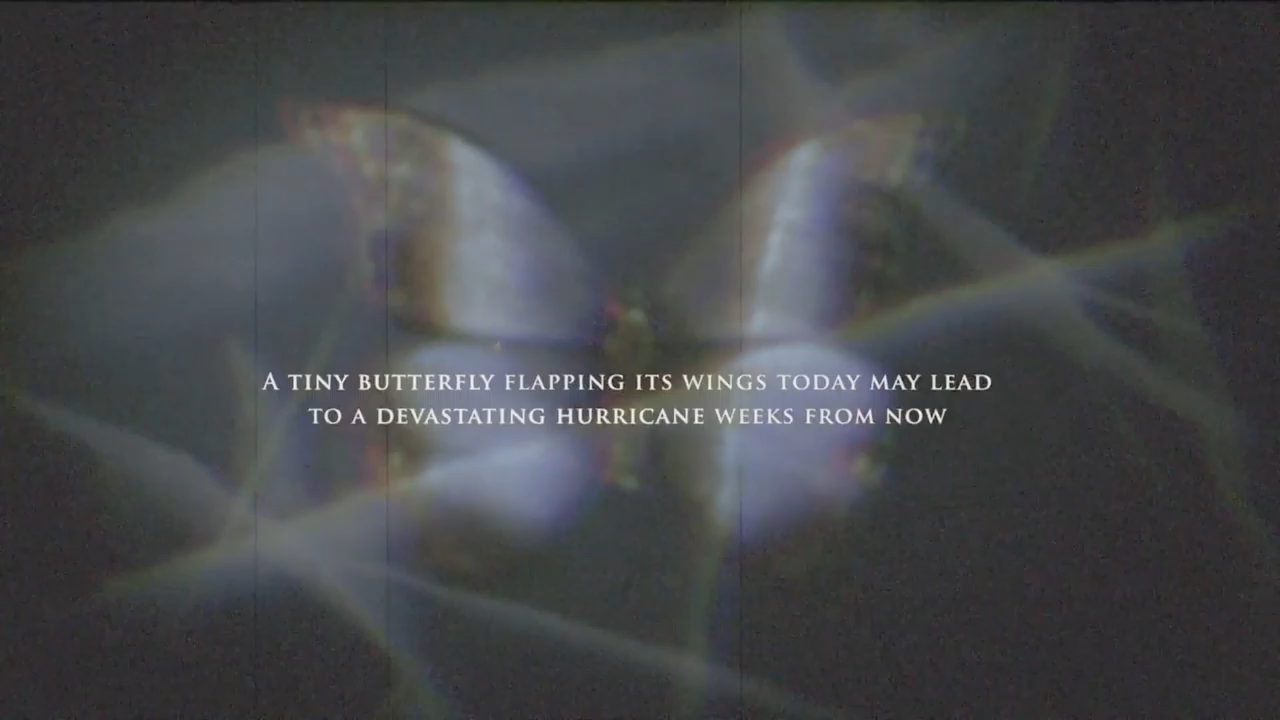 A TINY BUTTERFLY FLAPPING ITS WINGS TODAY MAY LEAD
TO A DEVASTATING HURRICANE WEEKS FROM NOW